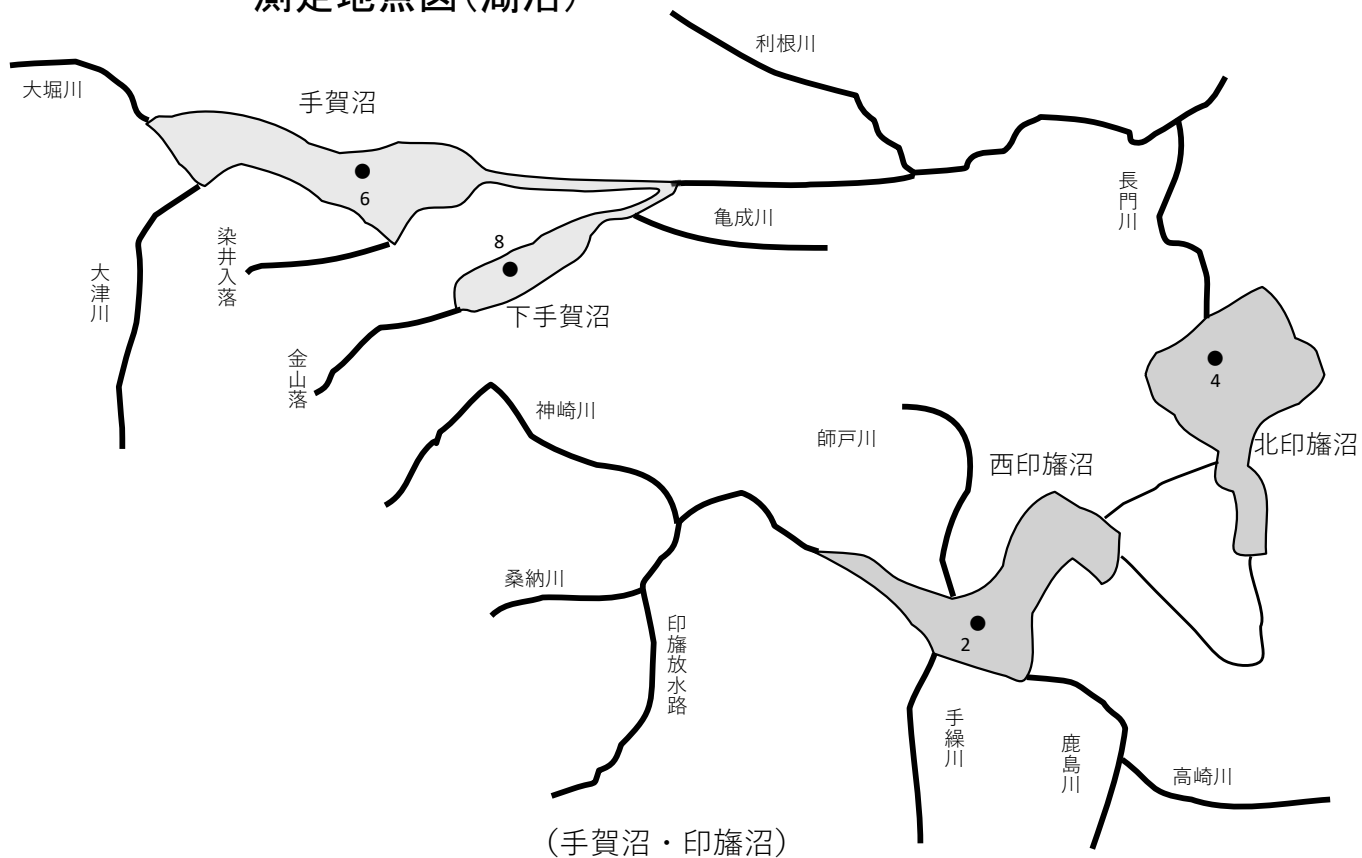 測定地点図(湖沼)
利根川
大堀川
手賀沼
長門川
6
亀成川
染井入落
8
大津川
下手賀沼
金山落
4
神崎川
師戸川
北印旛沼
西印旛沼
桑納川
印旛放水路
2
手繰川
鹿島川
高崎川
(手賀沼・印旛沼)